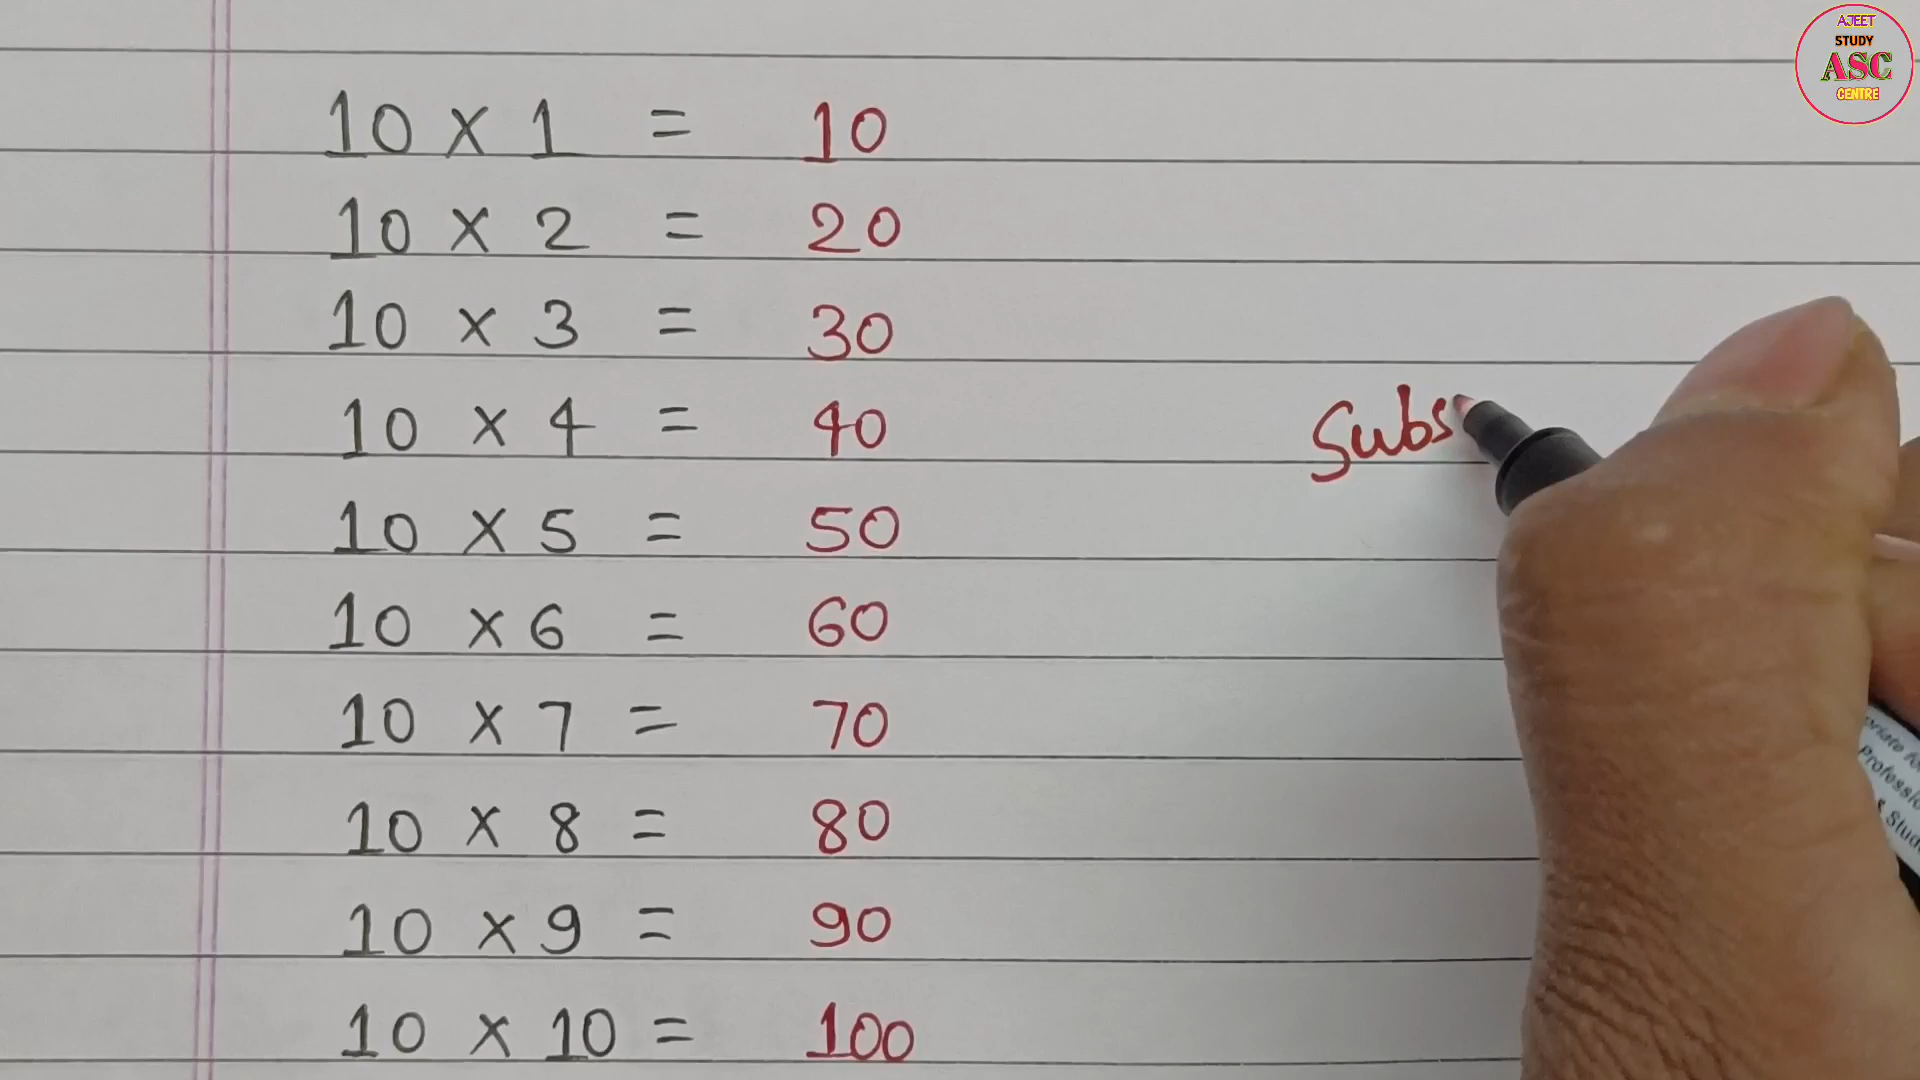 AJEET
STUDY
ASC
CENTRE
10 x 1 = 10
10 x 2 = 20
10 x 3 = 30
10 x 4 = 40
Subs
10 x 5 = 50
10 x 6 = 60
10 x 7 = 70
10 x 8 = 80
10 x 9 = 90
10 x 10 = 100